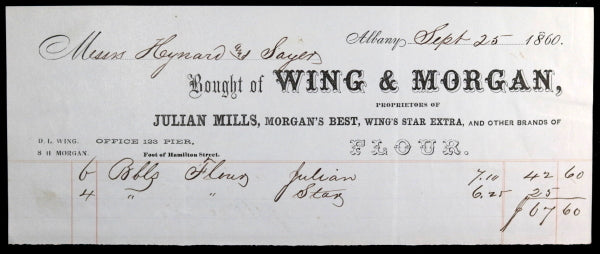 Albany, Sept 25 1860.
Messrs Hynard & Sayer
Bought of WING & MORGAN,
PROPRIETORS OF
JULIAN MILLS, MORGAN'S BEST, WING'S STAR EXTRA, AND OTHER BRANDS OF
D. L. WING. OFFICE 123 PIER, FLOUR.
S H MORGAN. Foot of Hamilton Street.
6 Bbls Flour Julian 7.10 42 60
4 " " Star 6.25 25
$ 67 60